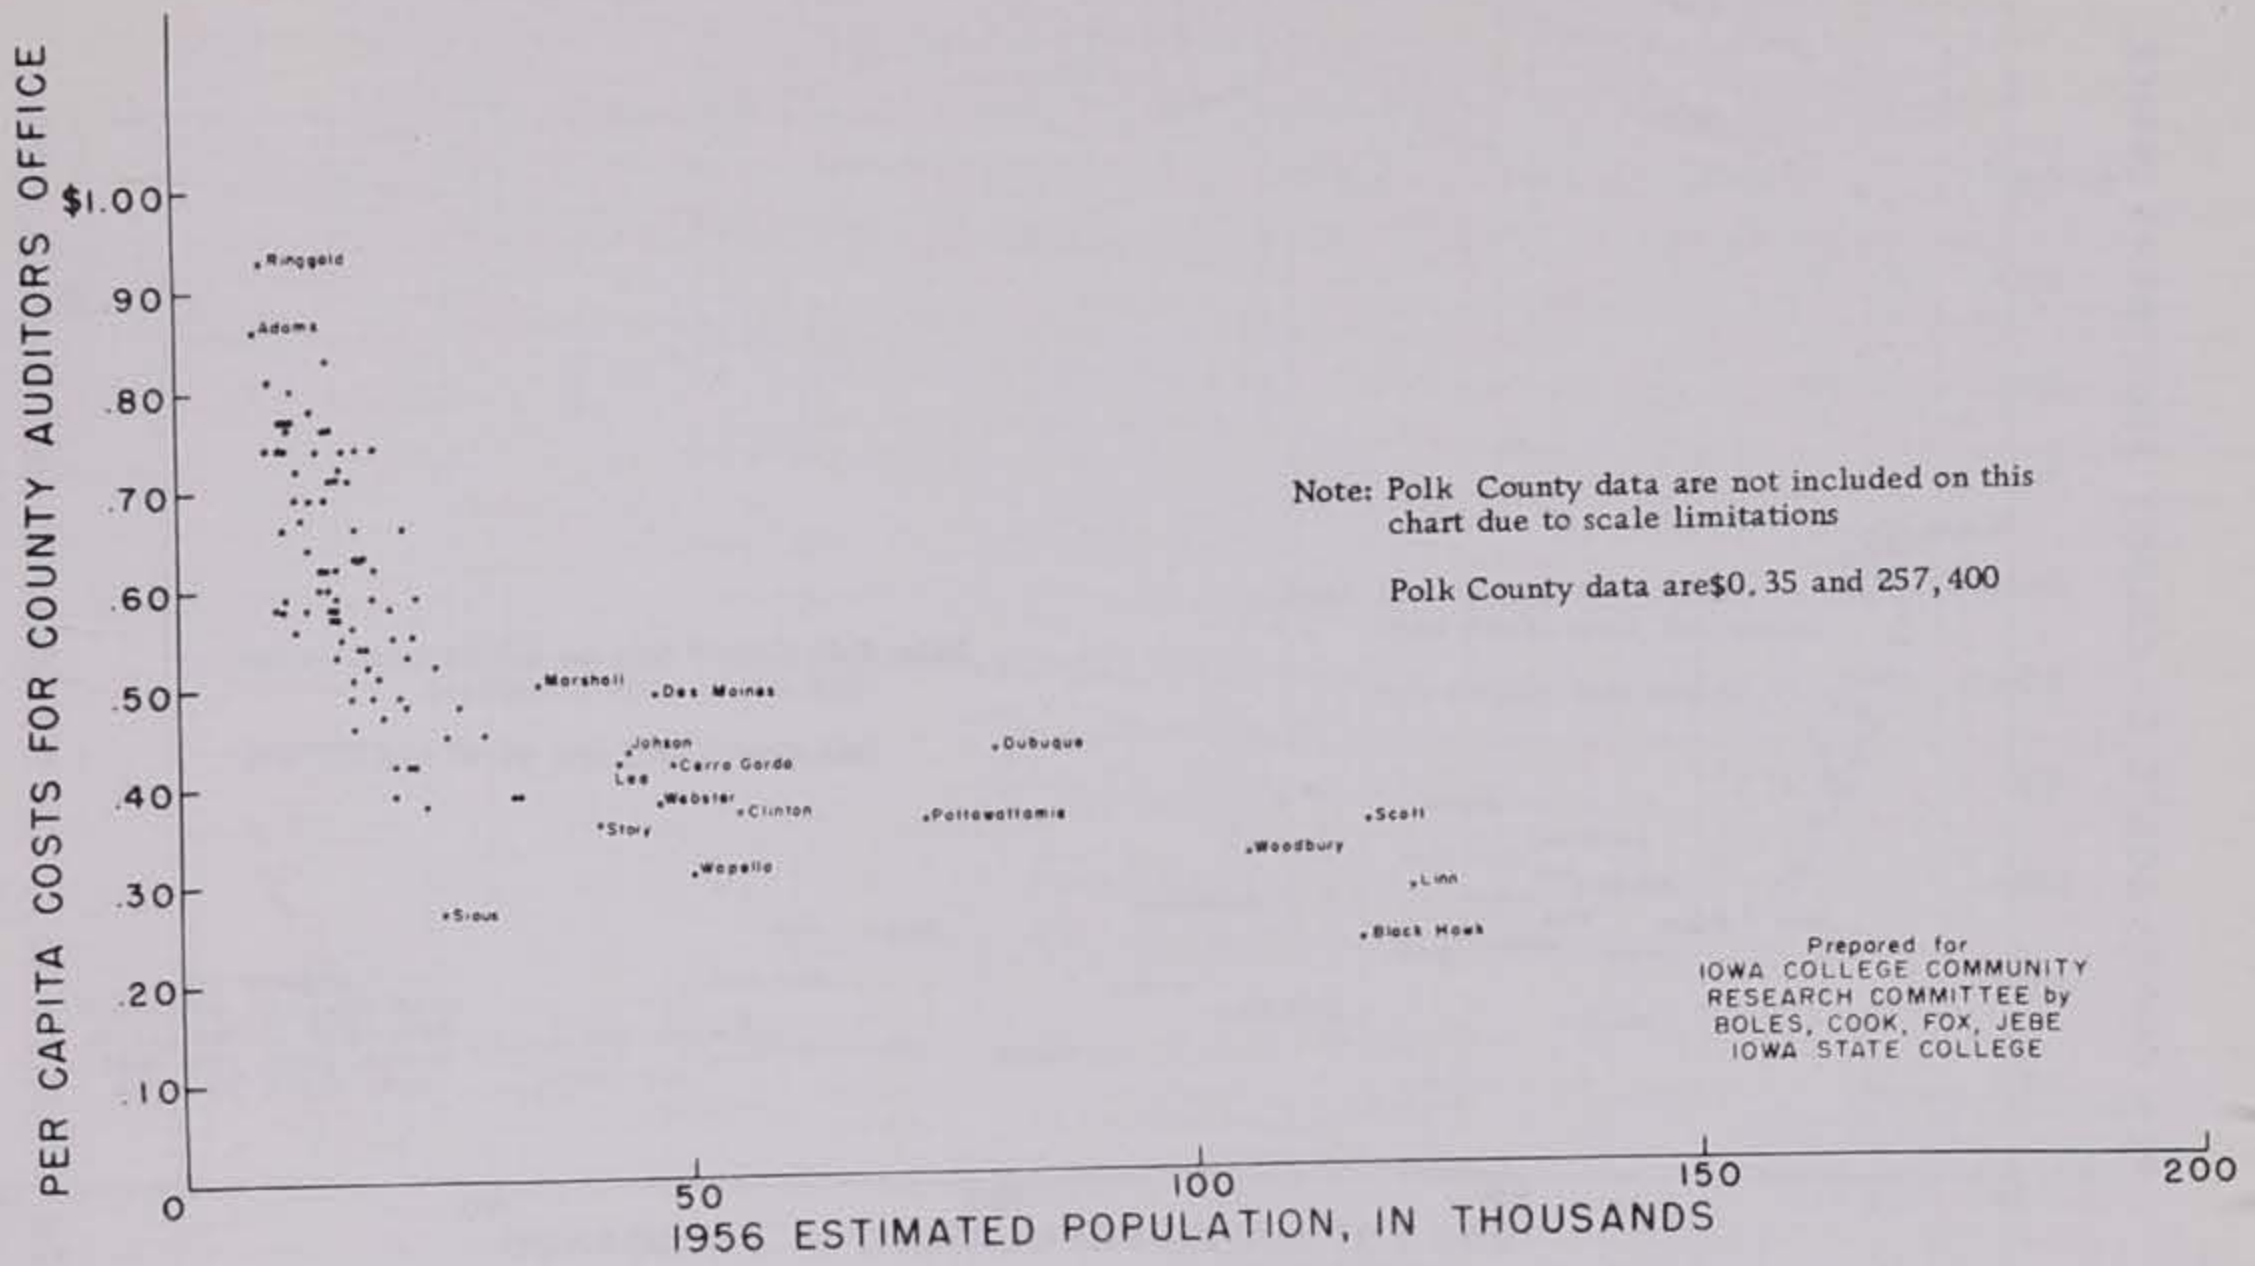 PER CAPITA COSTS FOR COUNTY AUDITORS OFFICE
$1.00
.90
.80
.70
.60
.50
.40
.30
.20
.10
0
50
100
150
200
1956 ESTIMATED POPULATION, IN THOUSANDS
Ringgold
Adams
Marshall
Des Moines
Johson
Dubuque
Cerro Gordo
Lee
Webster
Clinton
Pottawattamie
Scott
Story
Woodbury
Wapello
Linn
Sioux
Black Hawk
Note: Polk County data are not included on this
chart due to scale limitations
Polk County data are$0.35 and 257,400
Prepared for
IOWA COLLEGE COMMUNITY
RESEARCH COMMITTEE by
BOLES, COOK, FOX, JEBE
IOWA STATE COLLEGE